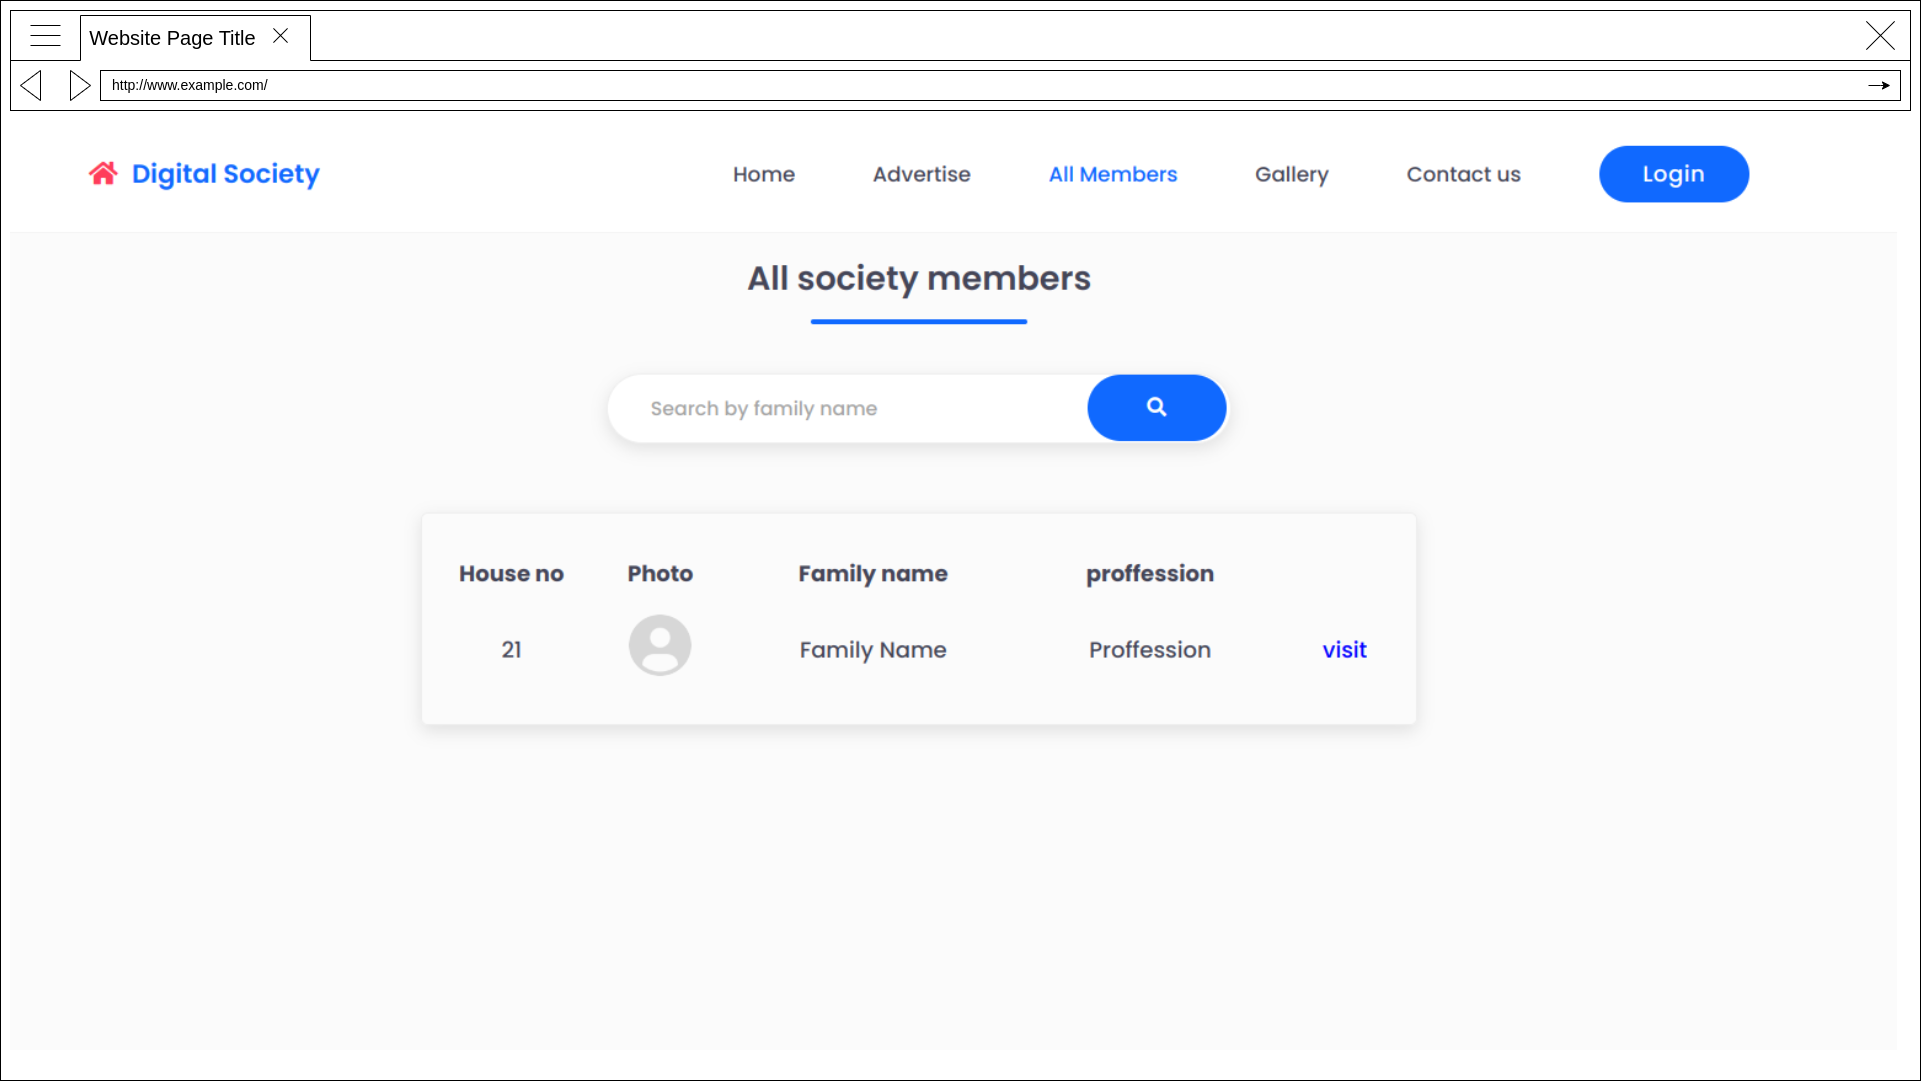 Website Page Title
http://www.example.com/
Digital Society
Home Advertise All Members Gallery Contact us Login
All society members
Search by family name
House no Photo Family name proffession
21 Family Name Proffession visit